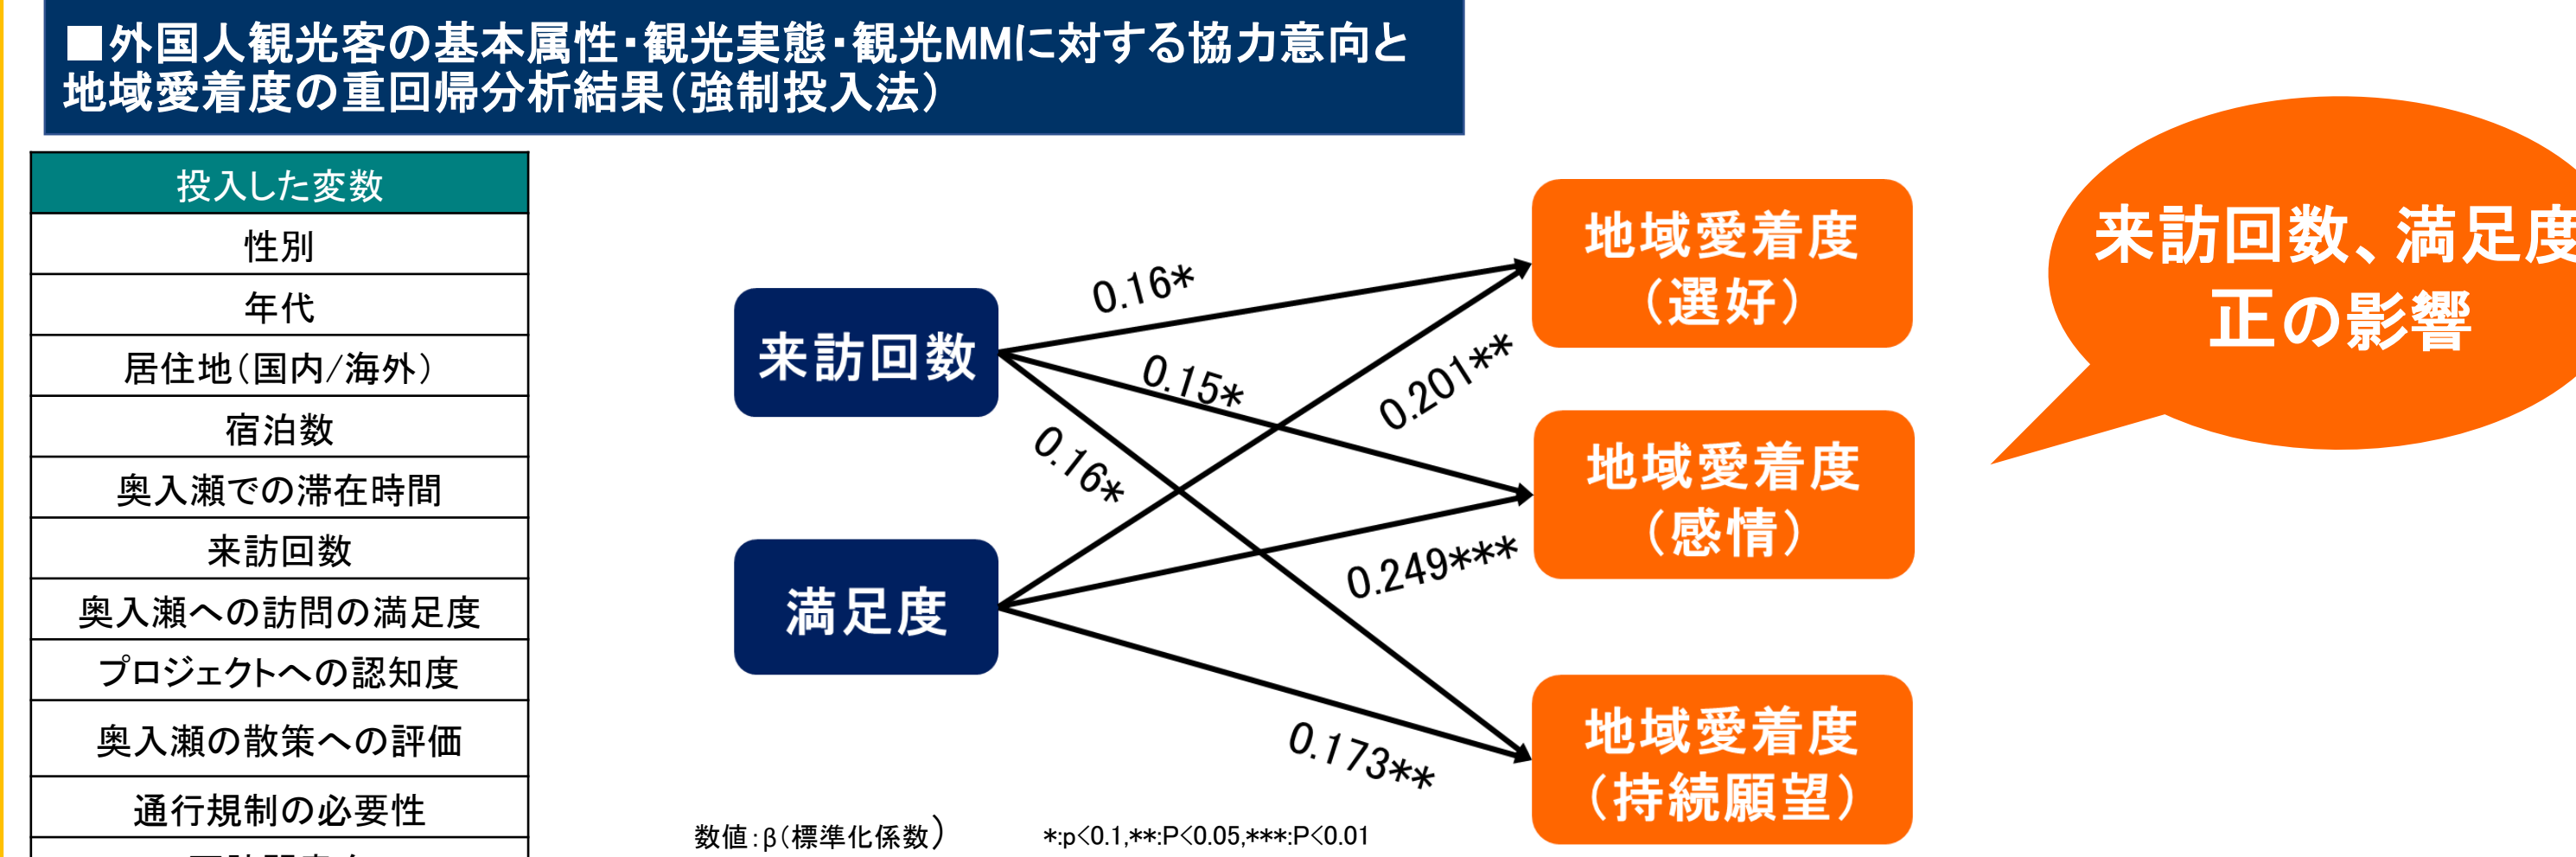 ■外国人観光客の基本属性・観光実態・観光MMに対する協力意向と
地域愛着度の重回帰分析結果(強制投入法)
投入した変数
性別
年代
居住地(国内/海外)
宿泊数
奥入瀬での滞在時間
来訪回数
奥入瀬への訪問の満足度
プロジェクトへの認知度
奥入瀬の散策への評価
通行規制の必要性
来訪回数
満足度
0.16*
0.15*
0.16*
0.201**
0.249***
0.173**
地域愛着度
(選好)
地域愛着度
(感情)
地域愛着度
(持続願望)
数値:β(標準化係数)
*:p<0.1,**:P<0.05,***:P<0.01
来訪回数、満足度
正の影響